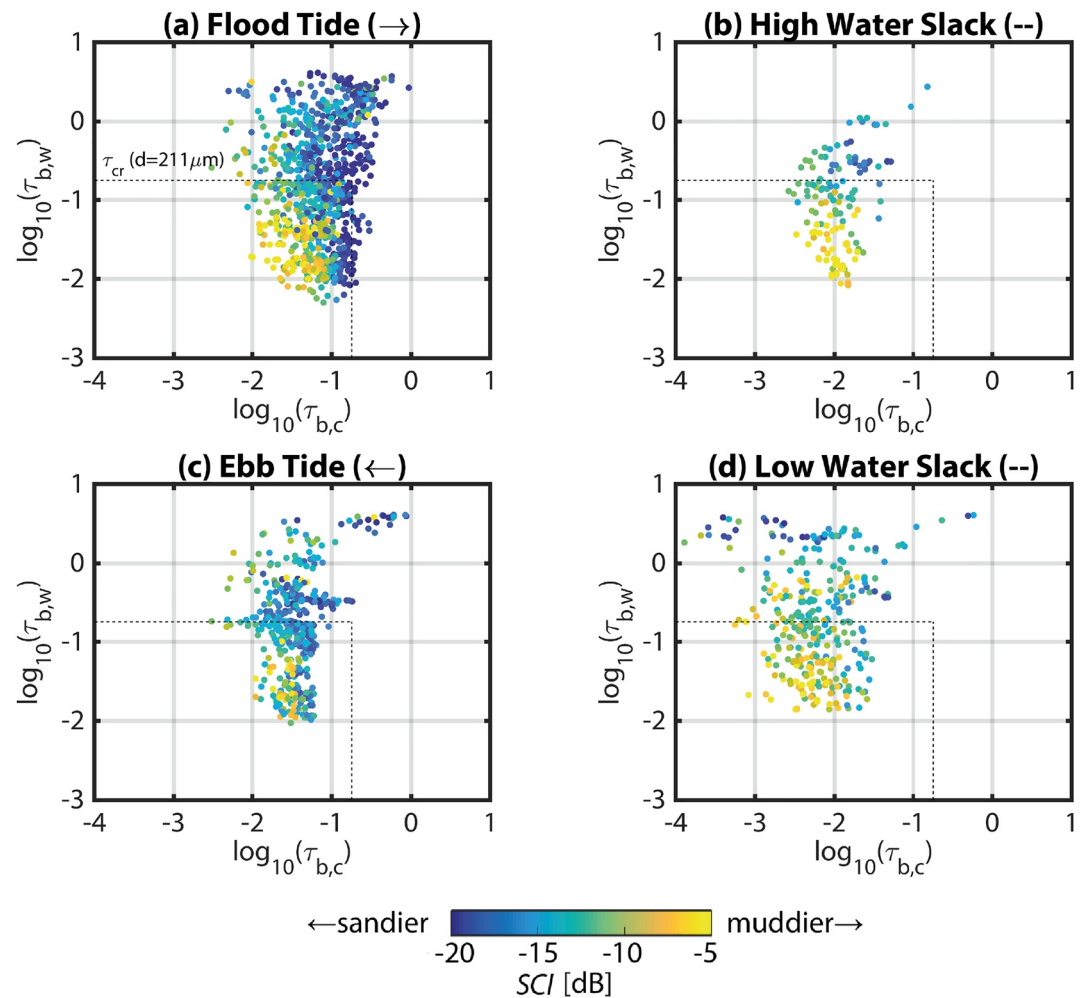 (a) Flood Tide (→) (b) High Water Slack (--)
1 1
0 0
τcr (d=211μm)
-1 -1
-2 -2
-3 -3
log10(τb,w) log10(τb,w)
-4 -3 -2 -1 0 1 -4 -3 -2 -1 0 1
log10(τb,c) log10(τb,c)
(c) Ebb Tide (←) (d) Low Water Slack (--)
1 1
0 0
-1 -1
-2 -2
-3 -3
log10(τb,w) log10(τb,w)
-4 -3 -2 -1 0 1 -4 -3 -2 -1 0 1
log10(τb,c) log10(τb,c)
←sandier muddier→
-20 -15 -10 -5
SCI [dB]